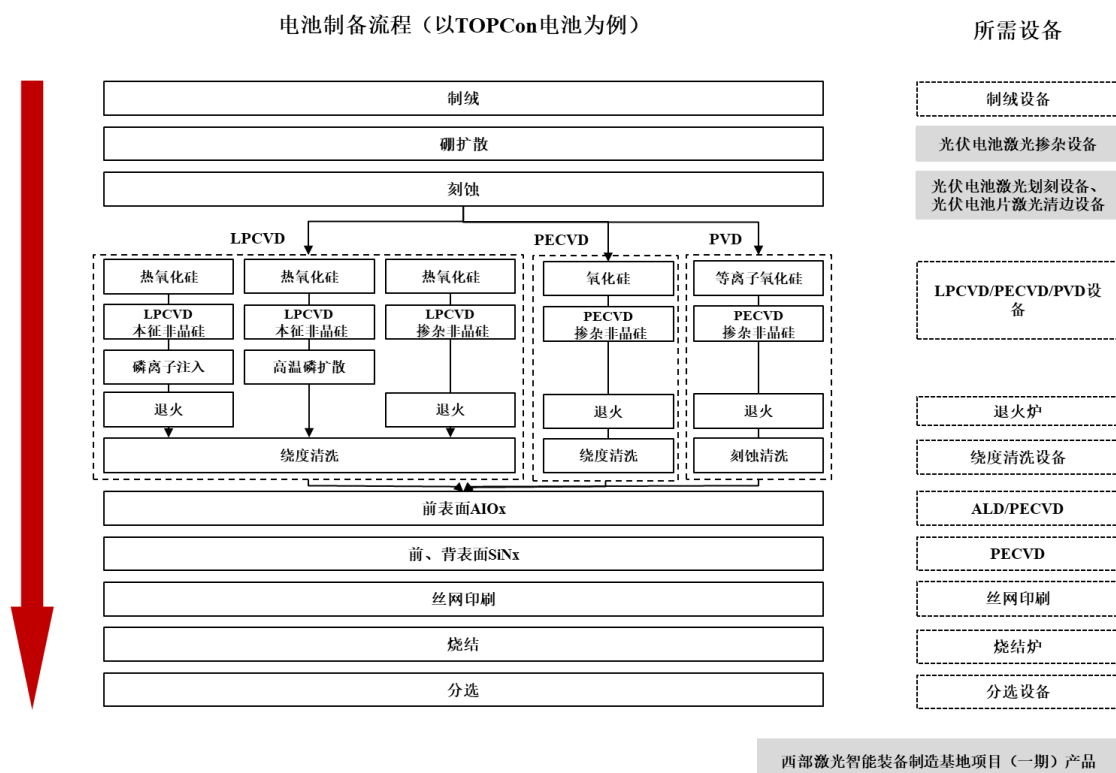 电池制备流程（以TOPCon电池为例）
所需设备
制绒
制绒设备
硼扩散
光伏电池激光掺杂设备
刻蚀
光伏电池激光划刻设备、
光伏电池片激光清边设备
LPCVD
PECVD
PVD
热氧化硅
热氧化硅
热氧化硅
氧化硅
等离子氧化硅
LPCVD/PECVD/PVD设
备
LPCVD
本征非晶硅
LPCVD
本征非晶硅
LPCVD
掺杂非晶硅
PECVD
掺杂非晶硅
PECVD
掺杂非晶硅
磷离子注入
高温磷扩散
退火
退火
退火
退火
退火炉
绕度清洗
绕度清洗
刻蚀清洗
绕度清洗设备
前表面AIOx
ALD/PECVD
前、背表面SiNx
PECVD
丝网印刷
丝网印刷
烧结
烧结炉
分选
分选设备
西部激光智能装备制造基地项目（一期）产品